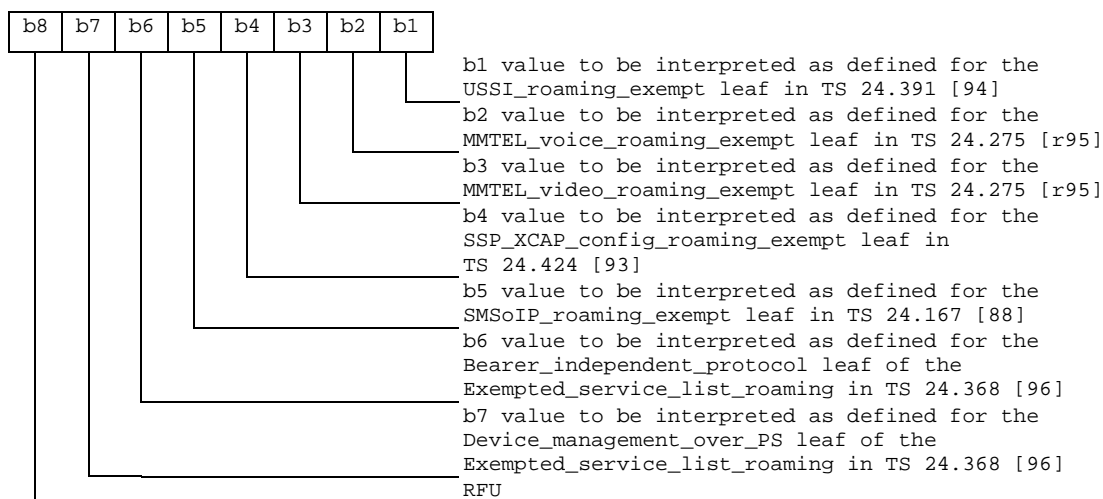 b8 b7 b6 b5 b4 b3 b2 b1
b1 value to be interpreted as defined for the
USSI_roaming_exempt leaf in TS 24.391 [94]
b2 value to be interpreted as defined for the
MMTEL_voice_roaming_exempt leaf in TS 24.275 [r95]
b3 value to be interpreted as defined for the
MMTEL_video_roaming_exempt leaf in TS 24.275 [r95]
b4 value to be interpreted as defined for the
SSP_XCAP_config_roaming_exempt leaf in
TS 24.424 [93]
b5 value to be interpreted as defined for the
SMSoIP_roaming_exempt leaf in TS 24.167 [88]
b6 value to be interpreted as defined for the
Bearer_independent_protocol leaf of the
Exempted_service_list_roaming in TS 24.368 [96]
b7 value to be interpreted as defined for the
Device_management_over_PS leaf of the
Exempted_service_list_roaming in TS 24.368 [96]
RFU